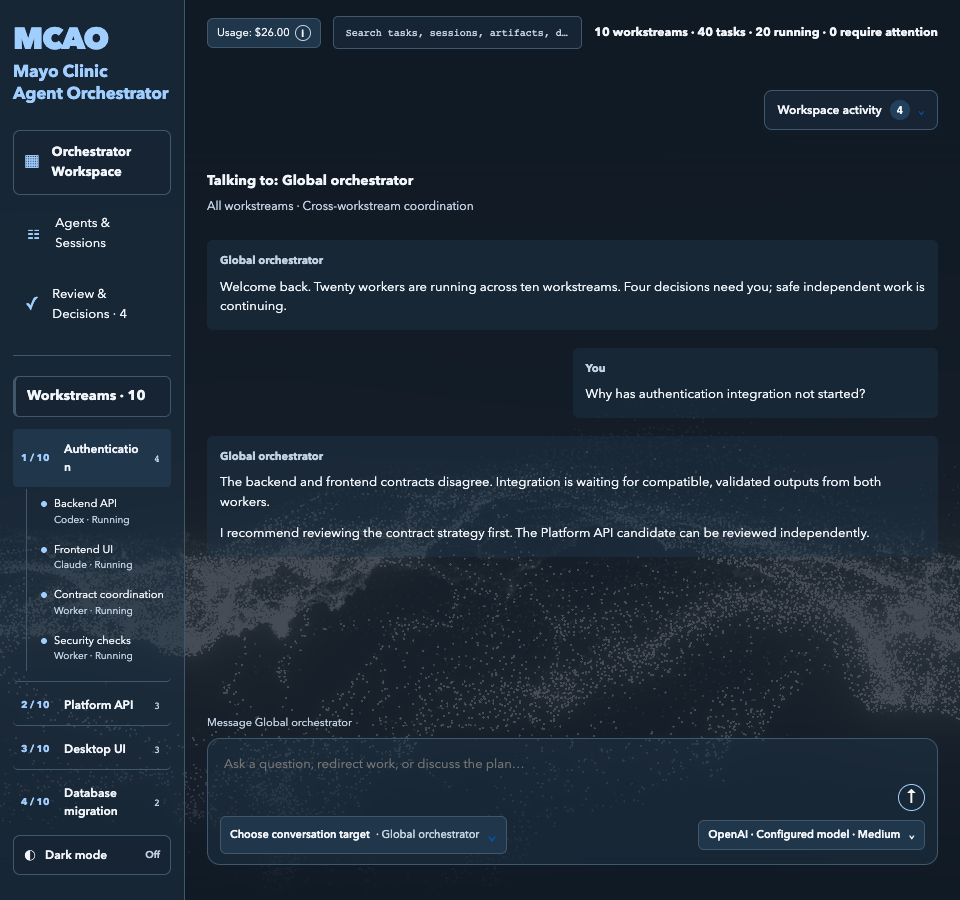 MCAO
Mayo Clinic
Agent Orchestrator
Orchestrator
Workspace
Agents &
Sessions
Review &
Decisions · 4
Workstreams · 10
1 / 10 Authenticatio
n 4
Backend API
Codex · Running
Frontend UI
Claude · Running
Contract coordination
Worker · Running
Security checks
Worker · Running
2 / 10 Platform API 3
3 / 10 Desktop UI 3
4 / 10 Database
migration 2
Dark mode Off
Usage: $26.00 i
Search tasks, sessions, artifacts, d…
10 workstreams · 40 tasks · 20 running · 0 require attention
Workspace activity 4
Talking to: Global orchestrator
All workstreams · Cross-workstream coordination
Global orchestrator
Welcome back. Twenty workers are running across ten workstreams. Four decisions need you; safe independent work is
continuing.
You
Why has authentication integration not started?
Global orchestrator
The backend and frontend contracts disagree. Integration is waiting for compatible, validated outputs from both
workers.
I recommend reviewing the contract strategy first. The Platform API candidate can be reviewed independently.
Message Global orchestrator
Ask a question, redirect work, or discuss the plan…
Choose conversation target · Global orchestrator
OpenAI · Configured model · Medium